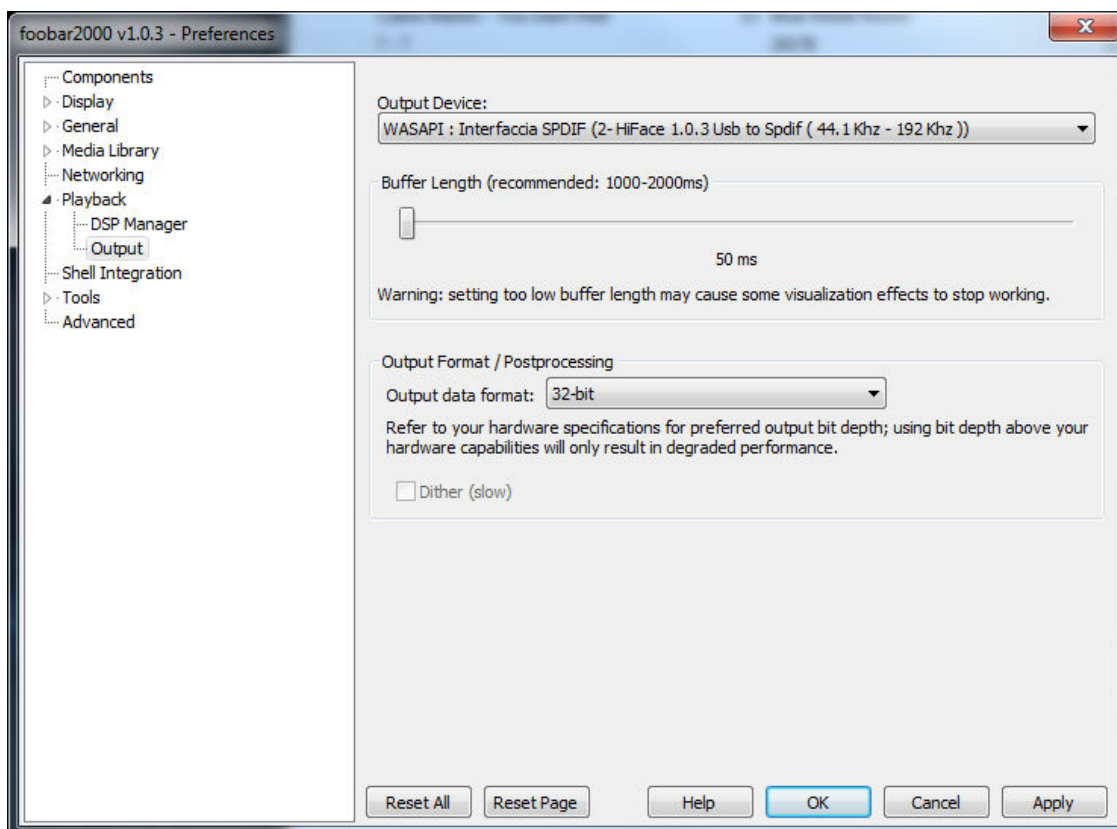 foobar2000 v1.0.3 - Preferences
Components
Display
General
Media Library
Networking
Playback
DSP Manager
Output
Shell Integration
Tools
Advanced
Output Device:
WASAPI : Interfaccia SPDIF (2- HiFace 1.0.3 Usb to Spdif ( 44.1 Khz - 192 Khz ))
Buffer Length (recommended: 1000-2000ms)
50 ms
Warning: setting too low buffer length may cause some visualization effects to stop working.
Output Format / Postprocessing
Output data format: 32-bit
Refer to your hardware specifications for preferred output bit depth; using bit depth above your
hardware capabilities will only result in degraded performance.
Dither (slow)
Reset All Reset Page Help OK Cancel Apply